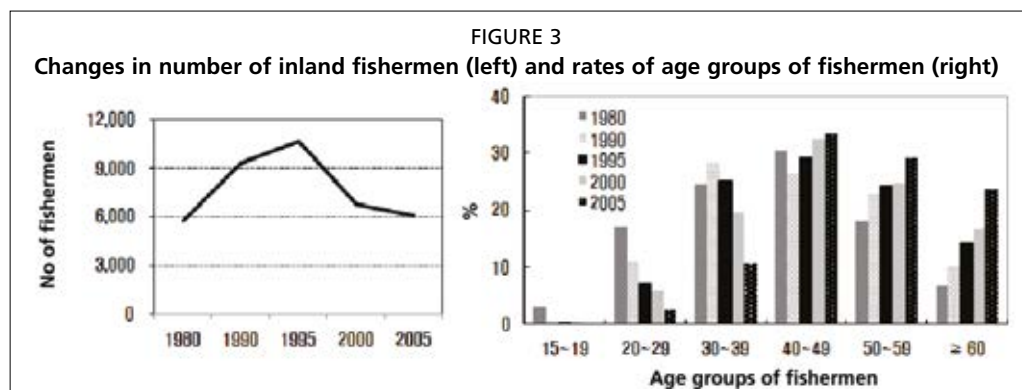 FIGURE 3
Changes in number of inland fishermen (left) and rates of age groups of fishermen (right)
No of fishermen
12,000
9,000
6,000
3,000
0
1980 1990 1995 2000 2005
%
40
30
20
10
0
1980
1990
1995
2000
2005
15~19 20~29 30~39 40~49 50~59 ≥ 60
Age groups of fishermen